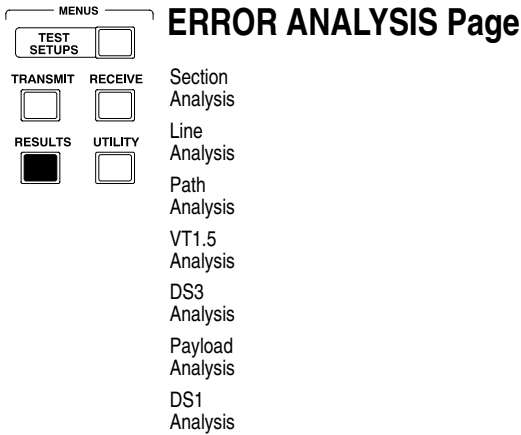 MENUS
TEST
SETUPS
TRANSMIT RECEIVE
RESULTS UTILITY
ERROR ANALYSIS Page
Section
Analysis
Line
Analysis
Path
Analysis
VT1.5
Analysis
DS3
Analysis
Payload
Analysis
DS1
Analysis